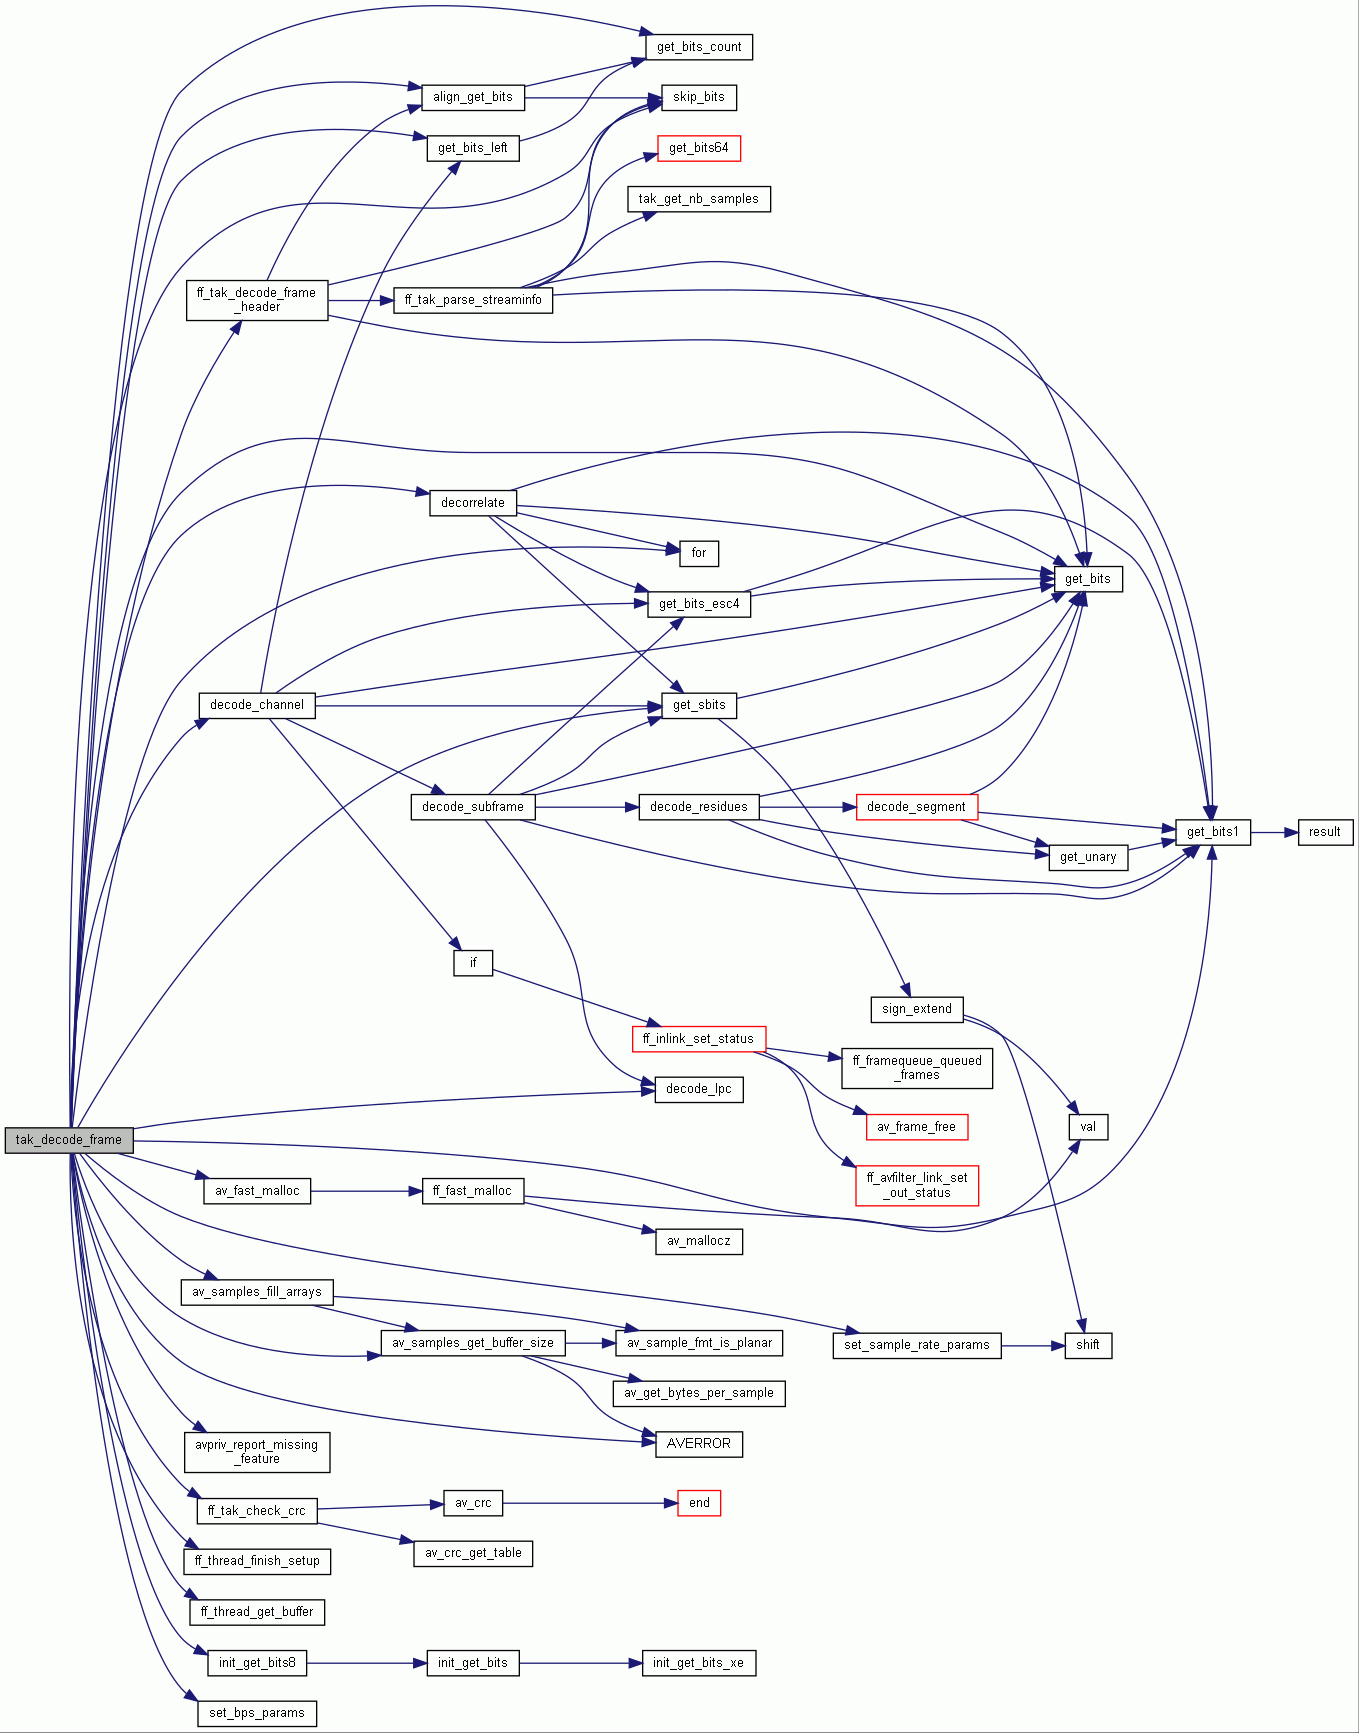 get_bits_count
align_get_bits
skip_bits
get_bits_left
get_bits64
tak_get_nb_samples
ff_tak_decode_frame
_header
ff_tak_parse_streaminfo
decorrelate
for
get_bits
get_bits_esc4
decode_channel
get_sbits
decode_subframe
decode_residues
decode_segment
get_bits1
result
get_unary
if
sign_extend
ff_inlink_set_status
ff_framequeue_queued
_frames
decode_lpc
av_frame_free
val
tak_decode_frame
ff_avfilter_link_set
_out_status
av_fast_malloc
ff_fast_malloc
av_mallocz
av_samples_fill_arrays
av_samples_get_buffer_size
av_sample_fmt_is_planar
set_sample_rate_params
shift
av_get_bytes_per_sample
avpriv_report_missing
_feature
AVERROR
ff_tak_check_crc
av_crc
end
av_crc_get_table
ff_thread_finish_setup
ff_thread_get_buffer
init_get_bits8
init_get_bits
init_get_bits_xe
set_bps_params